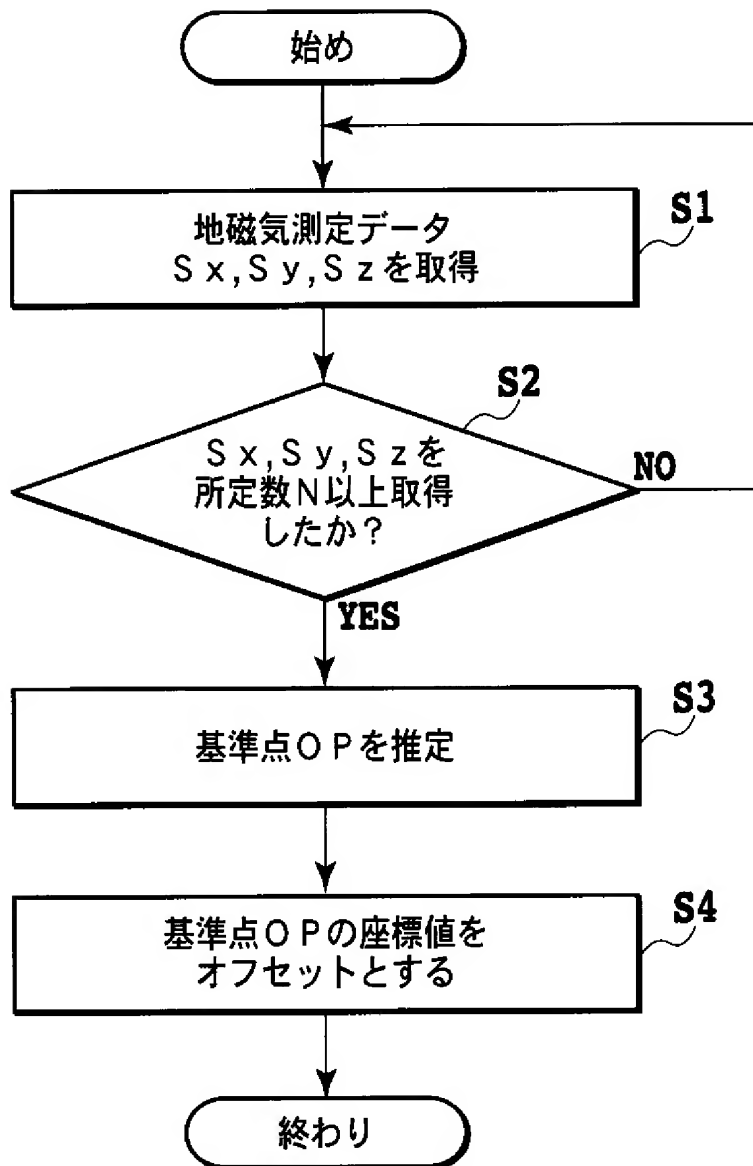 始め
地磁気測定データ
Sx,Sy,Szを取得
S1
S2
Sx,Sy,Szを
所定数N以上取得
したか?
NO
YES
S3
基準点OPを推定
S4
基準点OPの座標値を
オフセットとする
終わり